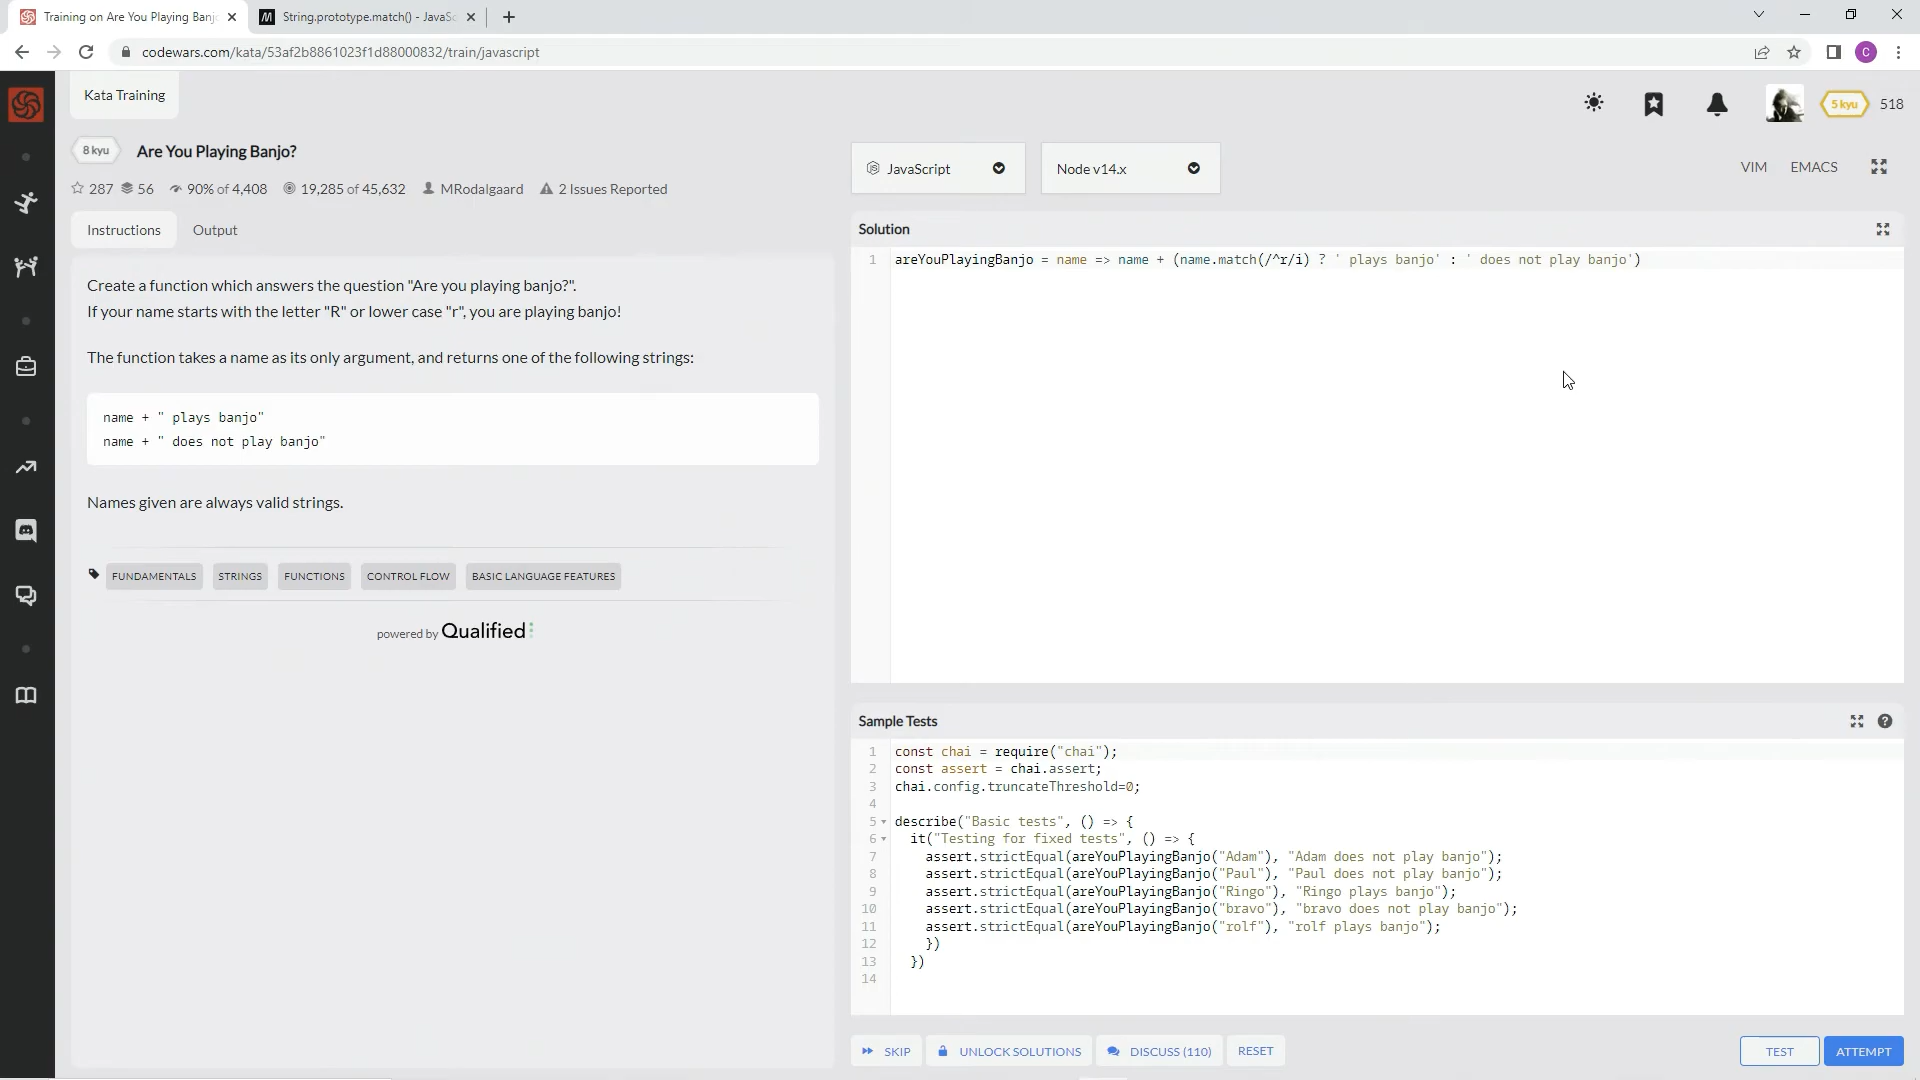 Training on Are You Playing Banj
String.prototype.match() - JavaSc
codewars.com/kata/53af2b8861023f1d88000832/train/javascript
C
Kata Training
5 kyu 518
8 kyu Are You Playing Banjo?
287 56 90% of 4,408 19,285 of 45,632 MRodalgaard 2 Issues Reported
JavaScript
Node v14.x
VIM EMACS
Instructions Output
Create a function which answers the question "Are you playing banjo?".
If your name starts with the letter "R" or lower case "r", you are playing banjo!
The function takes a name as its only argument, and returns one of the following strings:
name + " plays banjo"
name + " does not play banjo"
Names given are always valid strings.
FUNDAMENTALS STRINGS FUNCTIONS CONTROL FLOW BASIC LANGUAGE FEATURES
powered by Qualified
Solution
1 areYouPlayingBanjo = name => name + (name.match(/^r/i) ? ' plays banjo' : ' does not play banjo')
Sample Tests
1 const chai = require("chai");
2 const assert = chai.assert;
3 chai.config.truncateThreshold=0;
4
5 describe("Basic tests", () => {
6 it("Testing for fixed tests", () => {
7 assert.strictEqual(areYouPlayingBanjo("Adam"), "Adam does not play banjo");
8 assert.strictEqual(areYouPlayingBanjo("Paul"), "Paul does not play banjo");
9 assert.strictEqual(areYouPlayingBanjo("Ringo"), "Ringo plays banjo");
10 assert.strictEqual(areYouPlayingBanjo("bravo"), "bravo does not play banjo");
11 assert.strictEqual(areYouPlayingBanjo("rolf"), "rolf plays banjo");
12 })
13 })
14
SKIP UNLOCK SOLUTIONS DISCUSS (110) RESET
TEST ATTEMPT